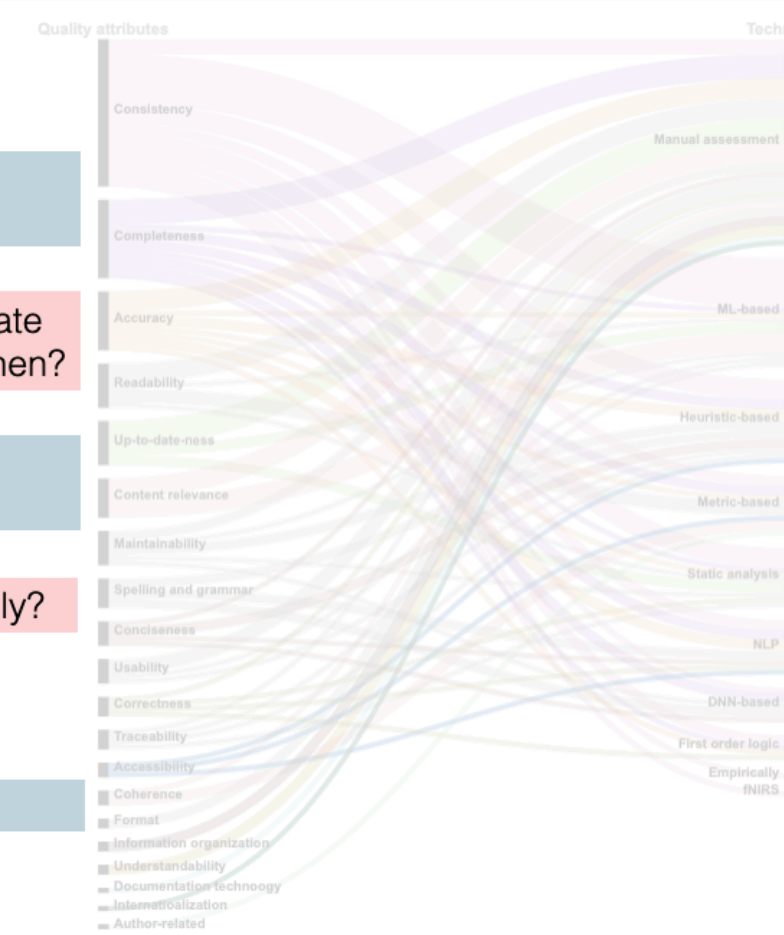 Quality attributes
Tech
Consistency
Manual assessment
Completeness
ML-based
Accuracy
ate
nen?
Readability
Heuristic-based
Up-to-date-ness
Content relevance
Metric-based
Maintainability
Static analysis
Spelling and grammar
ly?
Conciseness
NLP
Usability
Correctness
DNN-based
Traceability
First order logic
Accessibility
Empirically
fNIRS
Coherence
Format
Information organization
Understandability
Documentation technoogy
Internatioalization
Author-related